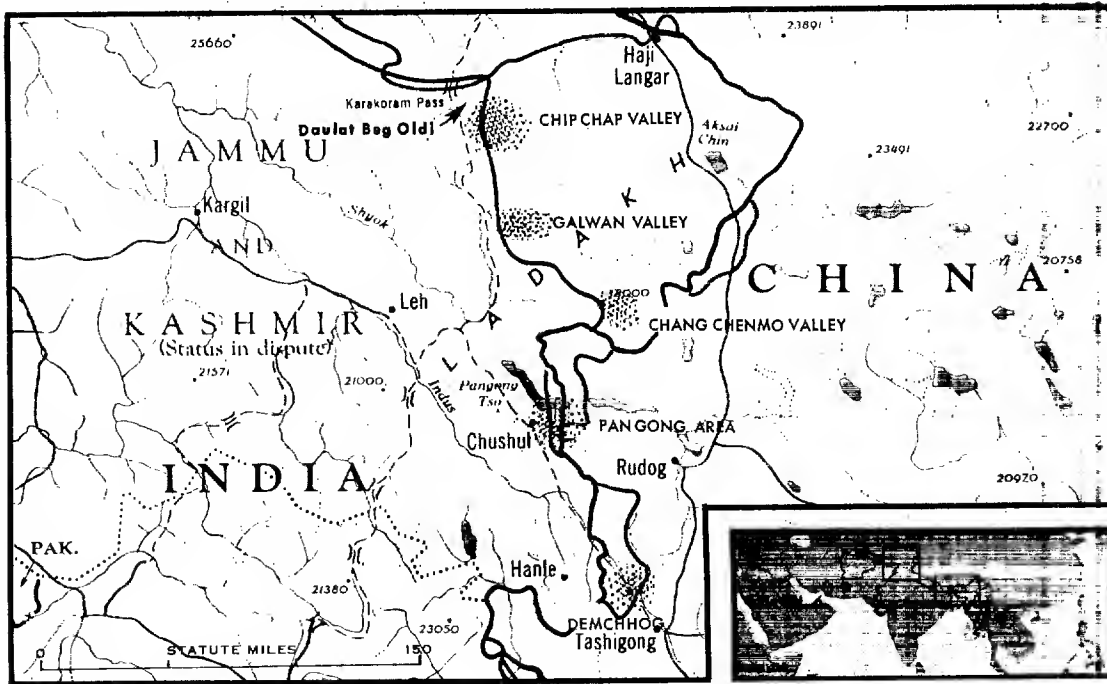 25660
23891
Haji
Langar
Karakoram Pass
Daulat Beg Oldi
CHIP CHAP VALLEY
Aksai
Chin
22700
23491
JAMMU
Kargil
AND
Shyok
GALWAN VALLEY
LADAKH
20758
CHINA
Leh
CHANG CHENMO VALLEY
KASHMIR
(Status in dispute)
21571
21000
Indus
Pangong
Tso
Chushul
PANGONG AREA
Rudog
INDIA
20970
PAK.
Hanle
21380
23050
DEMCHHOG
Tashigong
0
STATUTE MILES
150